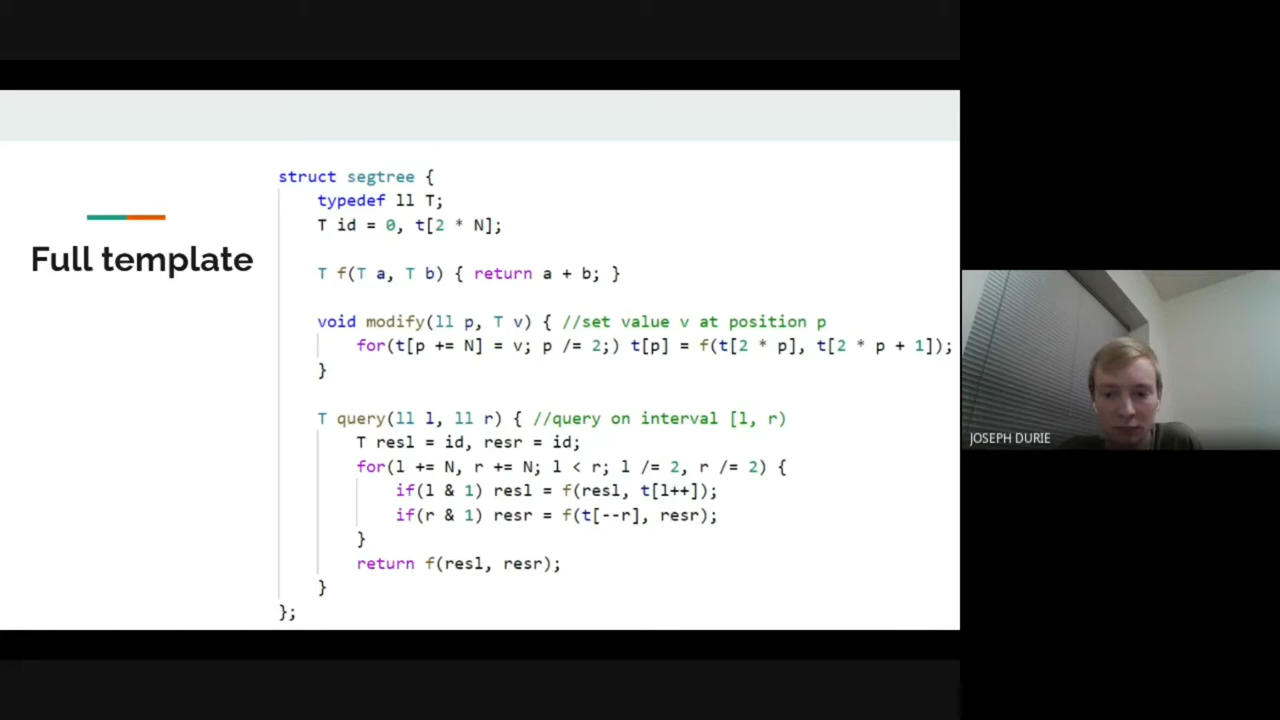 Full template
struct segtree {
typedef ll T;
T id = 0, t[2 * N];
T f(T a, T b) { return a + b; }
void modify(ll p, T v) { //set value v at position p
for(t[p += N] = v; p /= 2;) t[p] = f(t[2 * p], t[2 * p + 1]);
}
T query(ll l, ll r) { //query on interval [l, r)
T resl = id, resr = id;
for(l += N, r += N; l < r; l /= 2, r /= 2) {
if(l & 1) resl = f(resl, t[l++]);
if(r & 1) resr = f(t[--r], resr);
}
return f(resl, resr);
}
};
JOSEPH DURIE